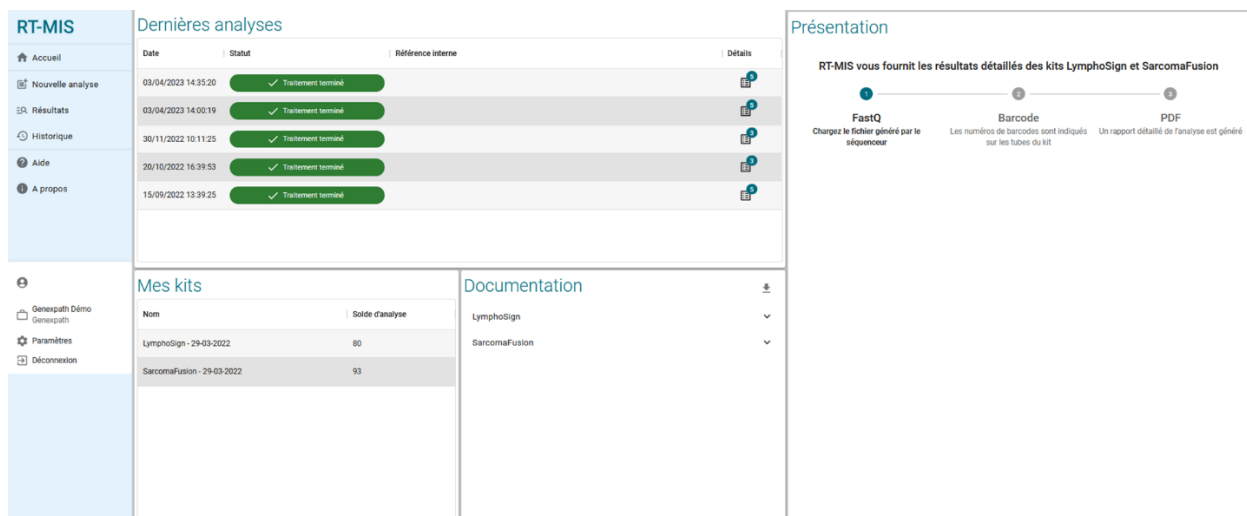 RT-MIS
Accueil
Nouvelle analyse
Résultats
Historique
Aide
A propos
Genexpath Démo
Genexpath
Paramètres
Déconnexion
Dernières analyses
Date Statut Référence interne Détails
03/04/2023 14:35:20 Traitement terminé 5
03/04/2023 14:00:19 Traitement terminé 5
30/11/2022 10:11:25 Traitement terminé 3
20/10/2022 16:39:53 Traitement terminé 3
15/09/2022 13:39:25 Traitement terminé 5
Mes kits
Nom Solde d'analyse
LymphoSign - 29-03-2022 80
SarcomaFusion - 29-03-2022 93
Documentation
LymphoSign
SarcomaFusion
Présentation
RT-MIS vous fournit les résultats détaillés des kits LymphoSign et SarcomaFusion
1 2 3
FastQ Barcode PDF
Chargez le fichier généré par le Les numéros de barcodes sont indiqués Un rapport détaillé de l'analyse est généré
séquenceur sur les tubes du kit